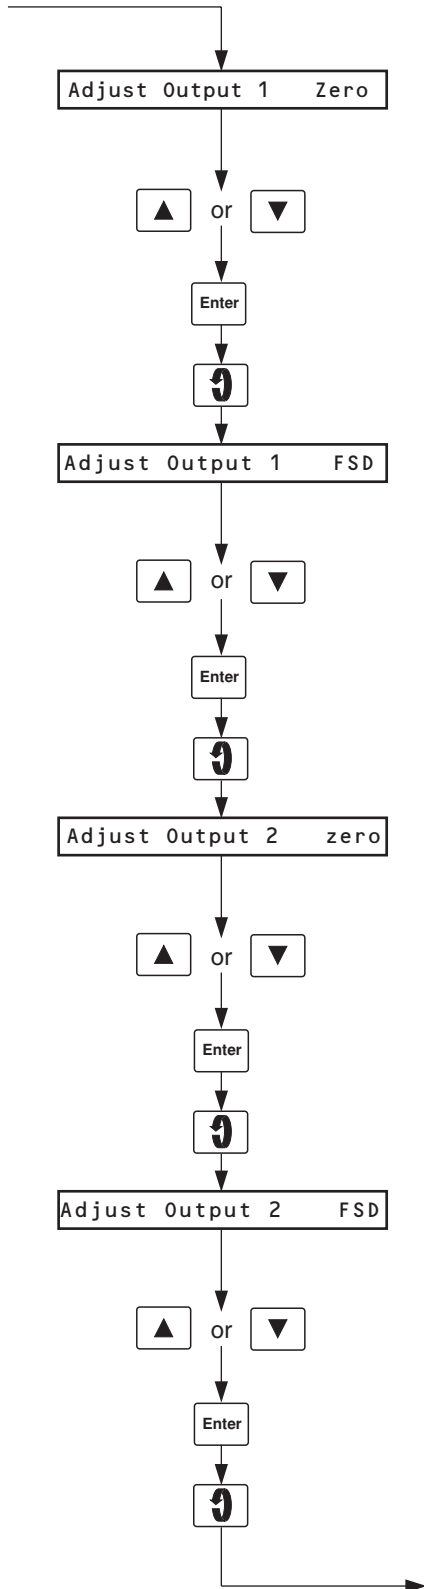 Adjust Output 1 Zero
▲ or ▼
Enter
Adjust Output 1 FSD
▲ or ▼
Enter
Adjust Output 2 zero
▲ or ▼
Enter
Adjust Output 2 FSD
▲ or ▼
Enter